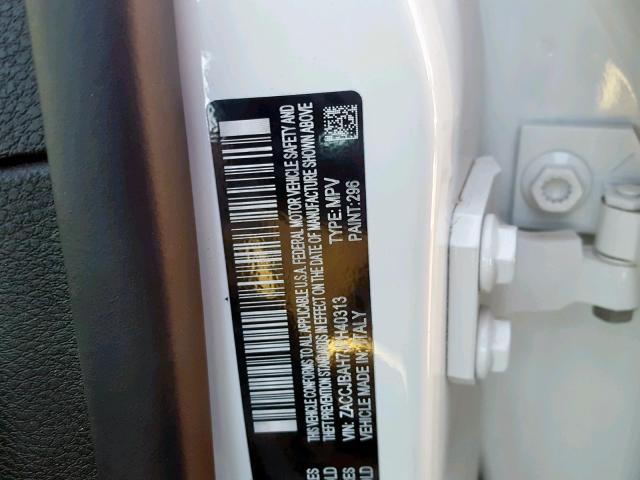 THIS VEHICLE CONFORMS TO ALL APPLICABLE U.S.A. FEDERAL MOTOR VEHICLE SAFETY AND
THEFT PREVENTION STANDARDS IN EFFECT ON THE DATE OF MANUFACTURE SHOWN ABOVE
VIN: TYPE: MPV
VEHICLE MADE IN ITALY PAINT: 296